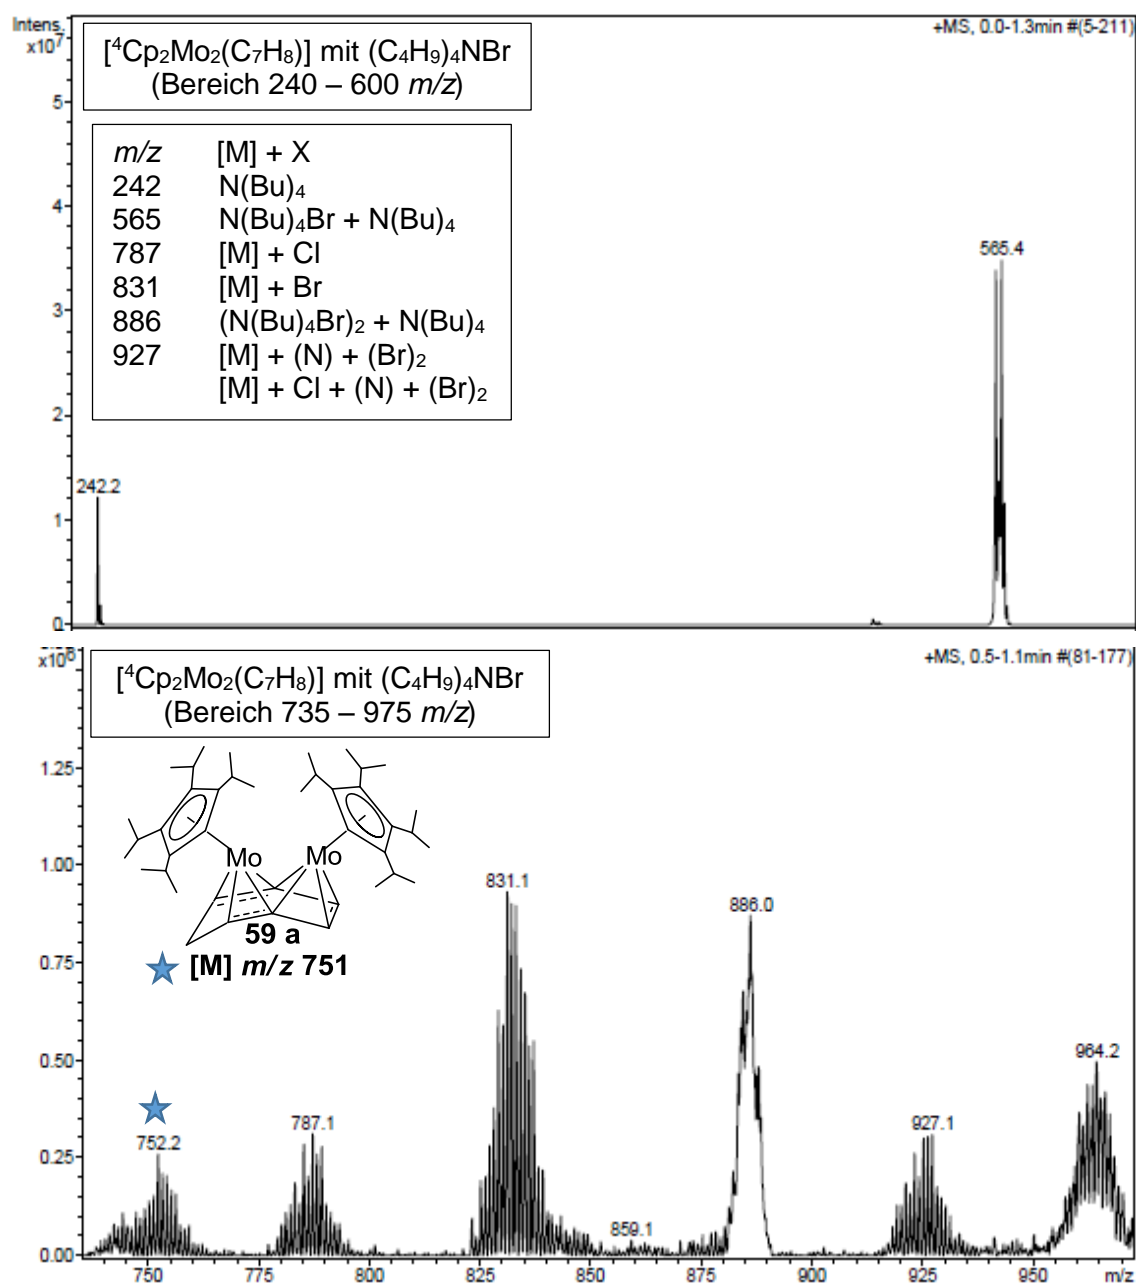 Intens.
x10⁷
+MS, 0.0-1.3min #(5-211)
[⁴Cp₂Mo₂(C₇H₈)] mit (C₄H₉)₄NBr
(Bereich 240 – 600 m/z)
m/z [M] + X
242 N(Bu)₄
565 N(Bu)₄Br + N(Bu)₄
787 [M] + Cl
831 [M] + Br
886 (N(Bu)₄Br)₂ + N(Bu)₄
927 [M] + (N) + (Br)₂
[M] + Cl + (N) + (Br)₂
5
4
3
2
1
0
242.2
565.4
x10⁶
+MS, 0.5-1.1min #(81-177)
[⁴Cp₂Mo₂(C₇H₈)] mit (C₄H₉)₄NBr
(Bereich 735 – 975 m/z)
1.25
1.00
0.75
0.50
0.25
0.00
Mo Mo
59 a
[M] m/z 751
752.2
787.1
831.1
859.1
886.0
927.1
964.2
750 775 800 825 850 875 900 925 950 m/z